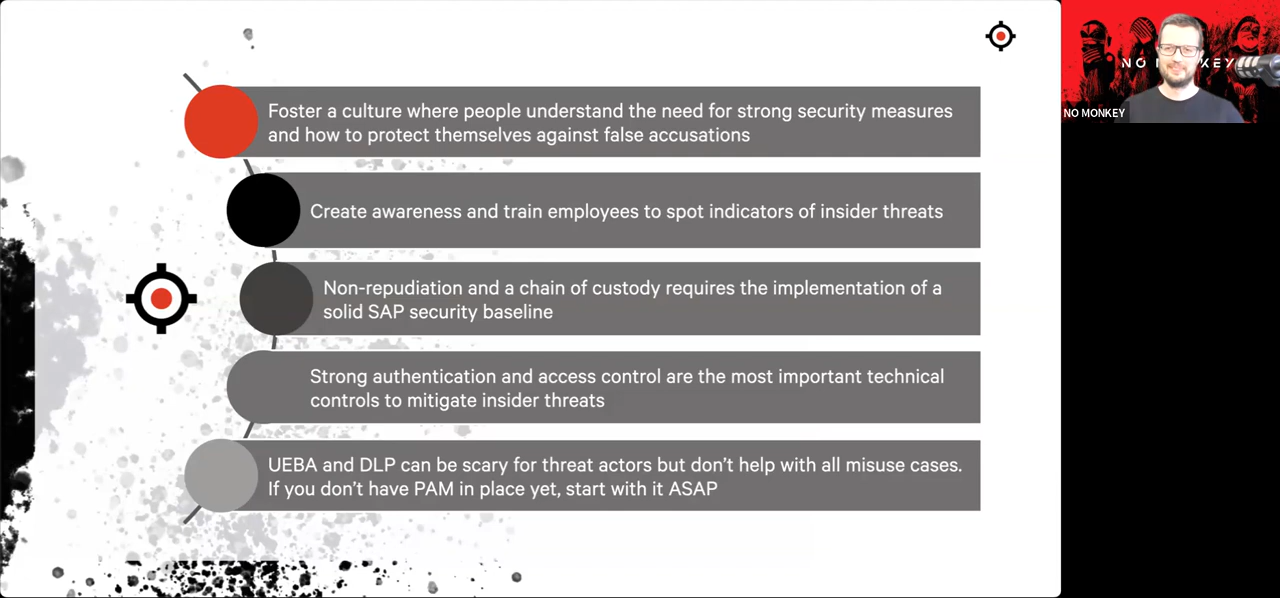 Foster a culture where people understand the need for strong security measures
and how to protect themselves against false accusations
Create awareness and train employees to spot indicators of insider threats
Non-repudiation and a chain of custody requires the implementation of a
solid SAP security baseline
Strong authentication and access control are the most important technical
controls to mitigate insider threats
UEBA and DLP can be scary for threat actors but don’t help with all misuse cases.
If you don’t have PAM in place yet, start with it ASAP
NO MONKEY